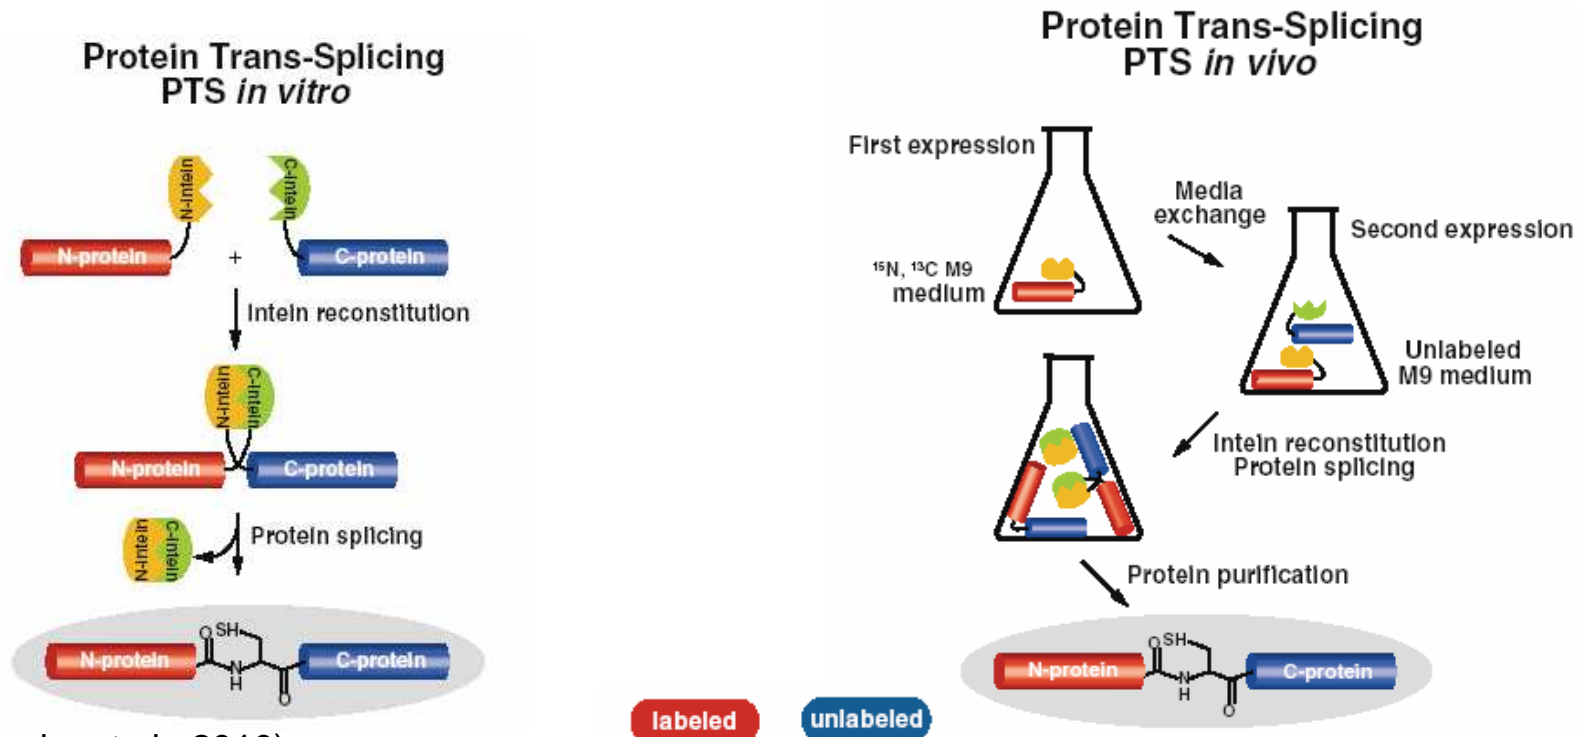 Protein Trans-Splicing
PTS in vitro
N-intein
C-intein
N-protein
+
C-protein
Intein reconstitution
N-intein
C-intein
N-protein
C-protein
Protein splicing
N-intein
C-intein
N-protein
O
SH
N
H
O
C-protein
2010)
labeled
unlabeled
Protein Trans-Splicing
PTS in vivo
First expression
Media
exchange
Second expression
¹⁵N, ¹³C M9
medium
Unlabeled
M9 medium
Intein reconstitution
Protein splicing
Protein purification
N-protein
O
SH
N
H
O
C-protein